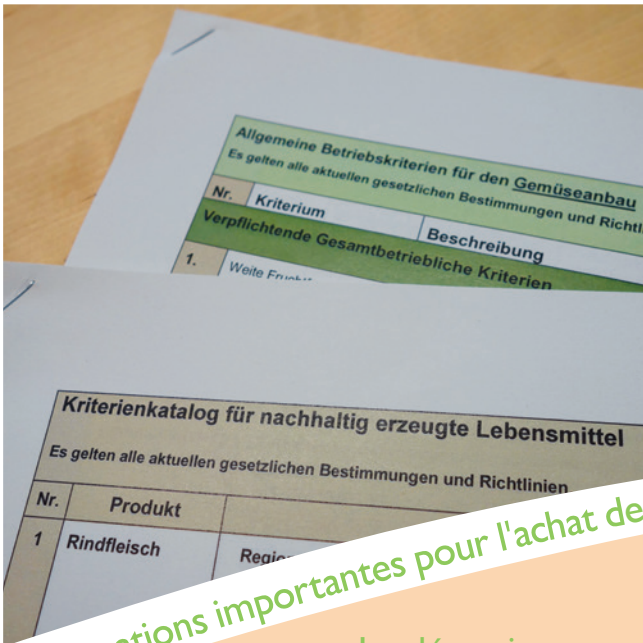 Allgemeine Betriebskriterien für den Gemüseanbau
Es gelten alle aktuellen gesetzlichen Bestimmungen und
Nr. Kriterium Beschreibung
Verpflichtende Gesamtbetriebliche Kriterien
1. Weite
Kriterienkatalog für nachhaltig erzeugte Lebensmittel
Es gelten alle aktuellen gesetzlichen Bestimmungen und Richtlinien
Nr. Produkt
1 Rindfleisch
importantes pour l'achat de